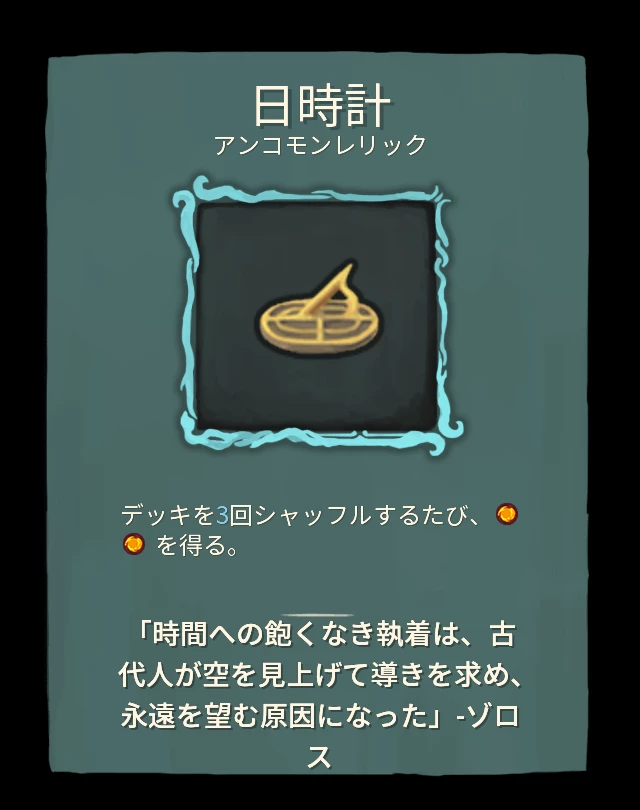 日時計
アンコモンレリック
デッキを3回シャッフルするたび、
を得る。
「時間への飽くなき執着は、古
代人が空を見上げて導きを求め、
永遠を望む原因になった」-ゾロ
ス